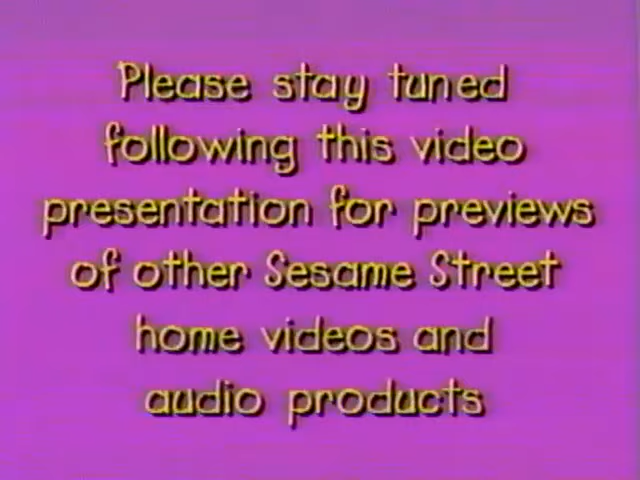 Please stay tuned
following this video
presentation for previews
of other Sesame Street
home videos and
audio products